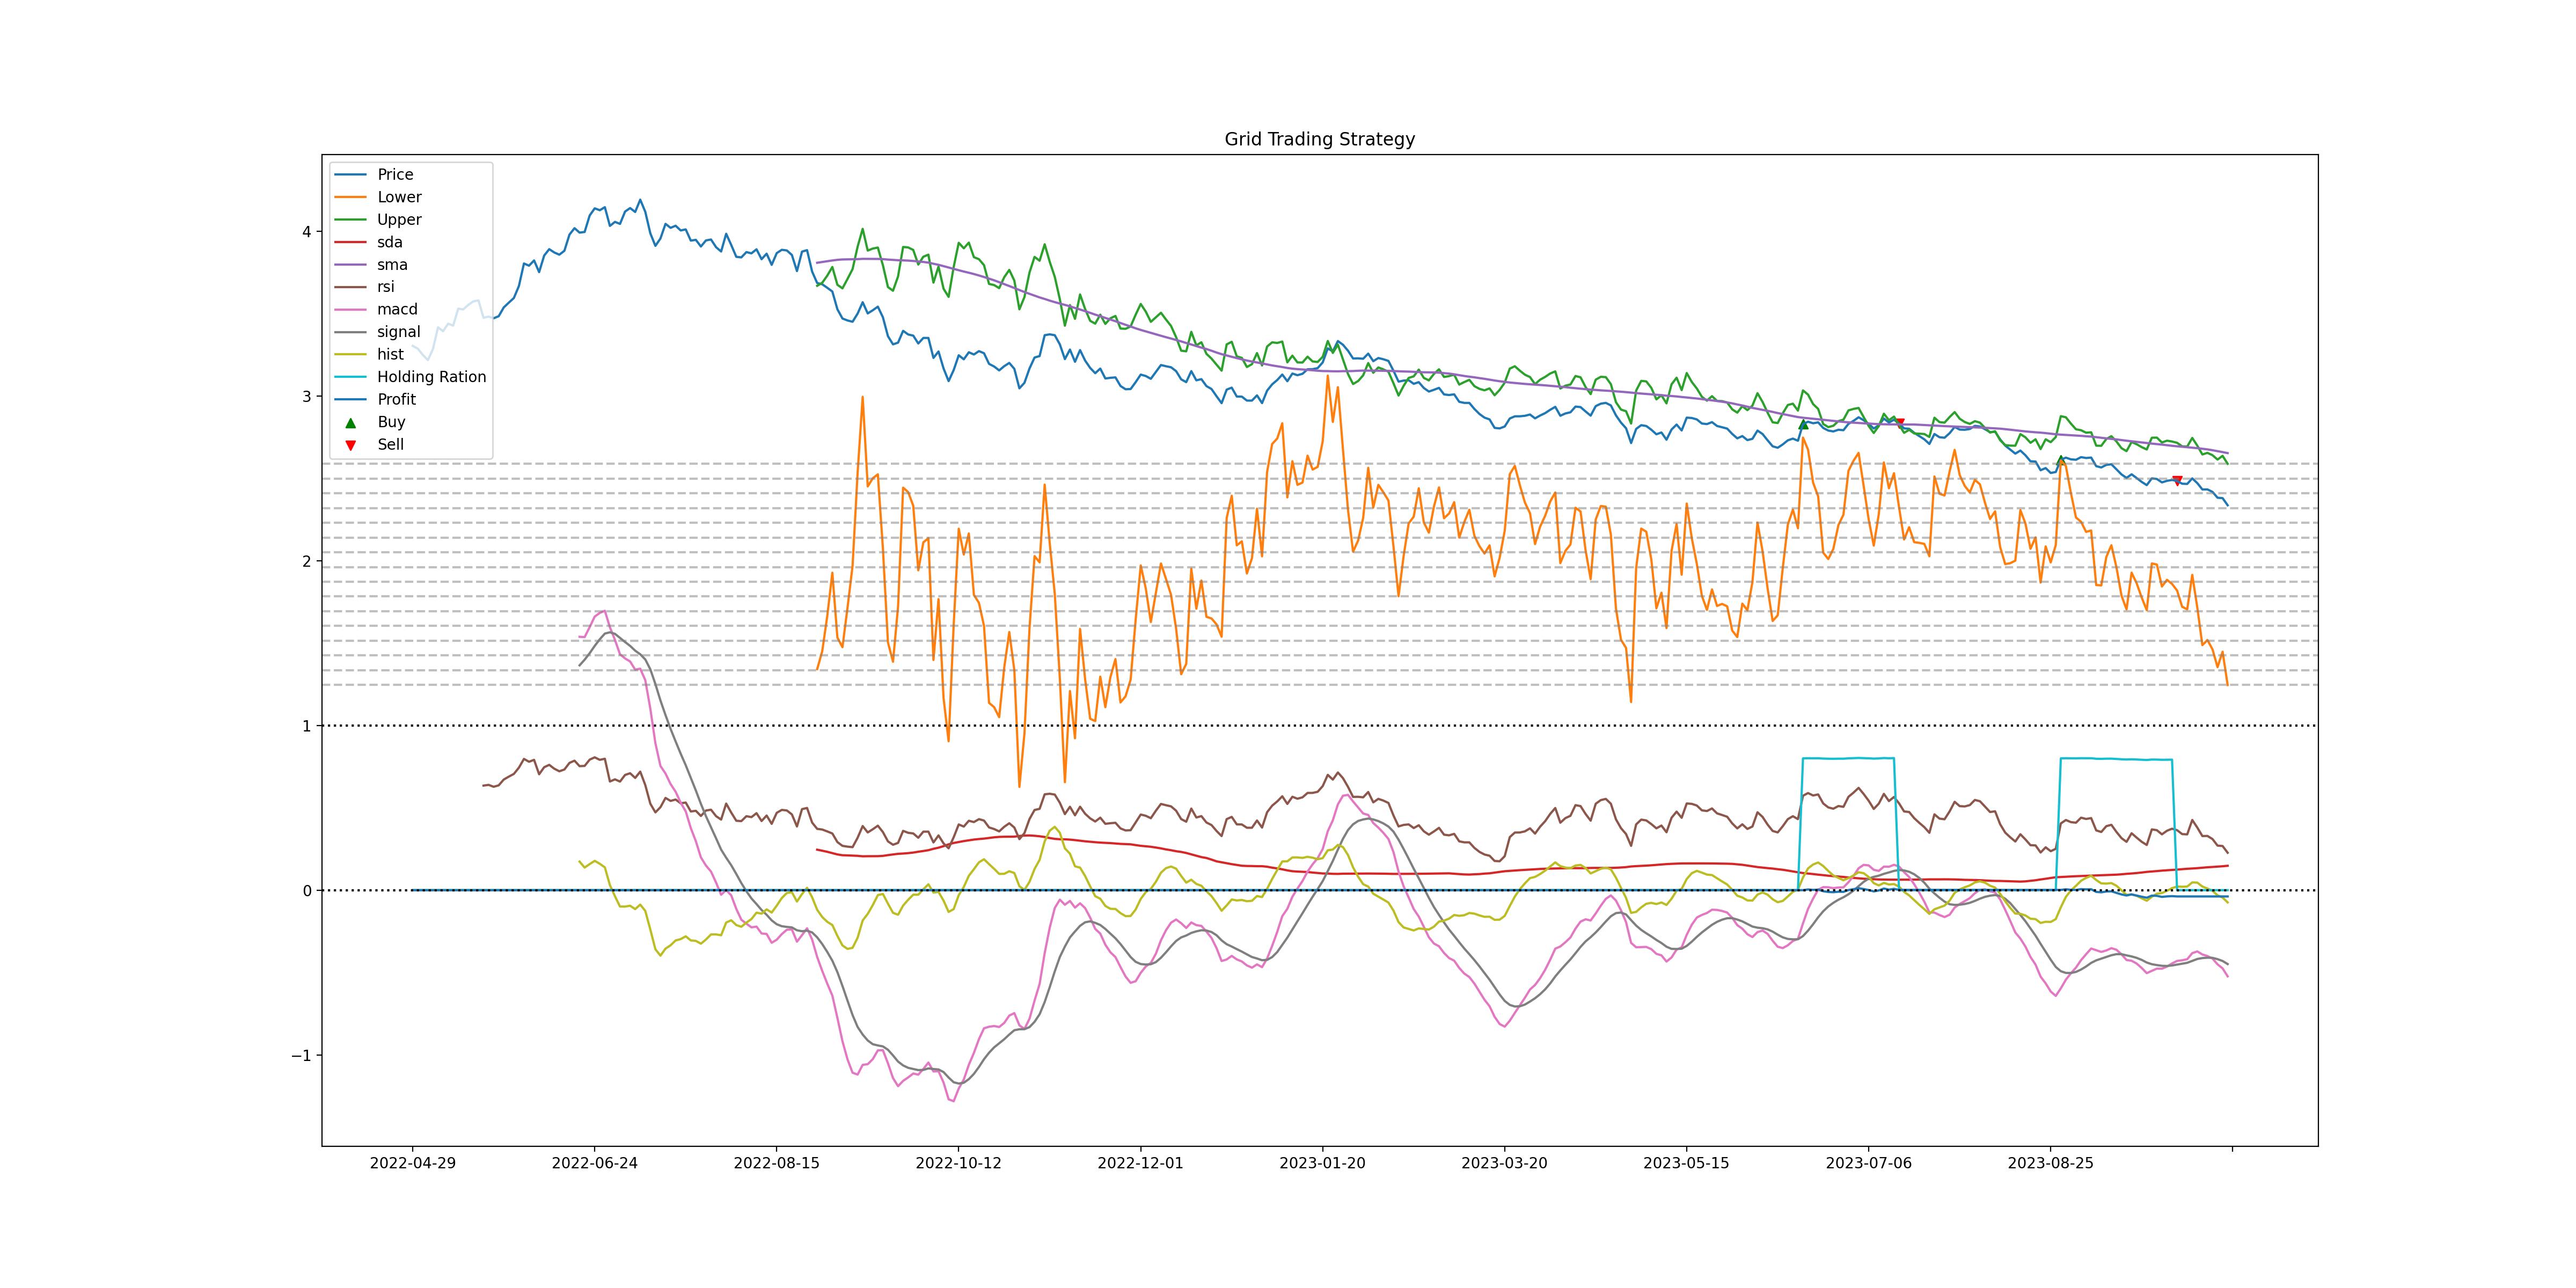 Grid Trading Strategy
Price
Lower
Upper
sda
sma
rsi
macd
signal
hist
Holding Ration
Profit
Buy
Sell
4
3
2
1
0
−1
2022-04-29
2022-06-24
2022-08-15
2022-10-12
2022-12-01
2023-01-20
2023-03-20
2023-05-15
2023-07-06
2023-08-25